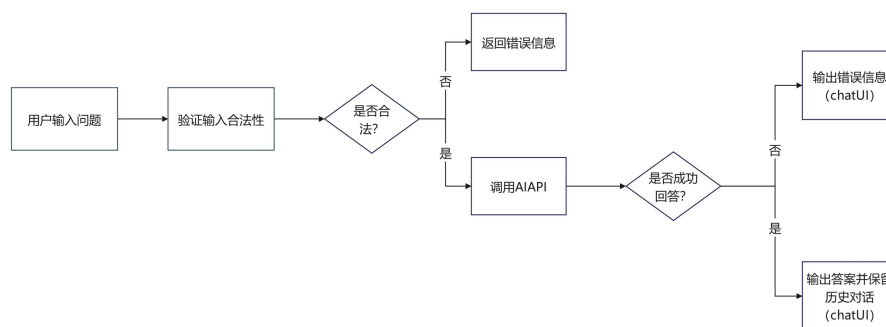 用户输入问题
验证输入合法性
是否合
法?
否
返回错误信息
是
调用AIAPI
是否成功
回答?
否
输出错误信息
(chatUI)
是
输出答案并保留
历史对话
(chatUI)